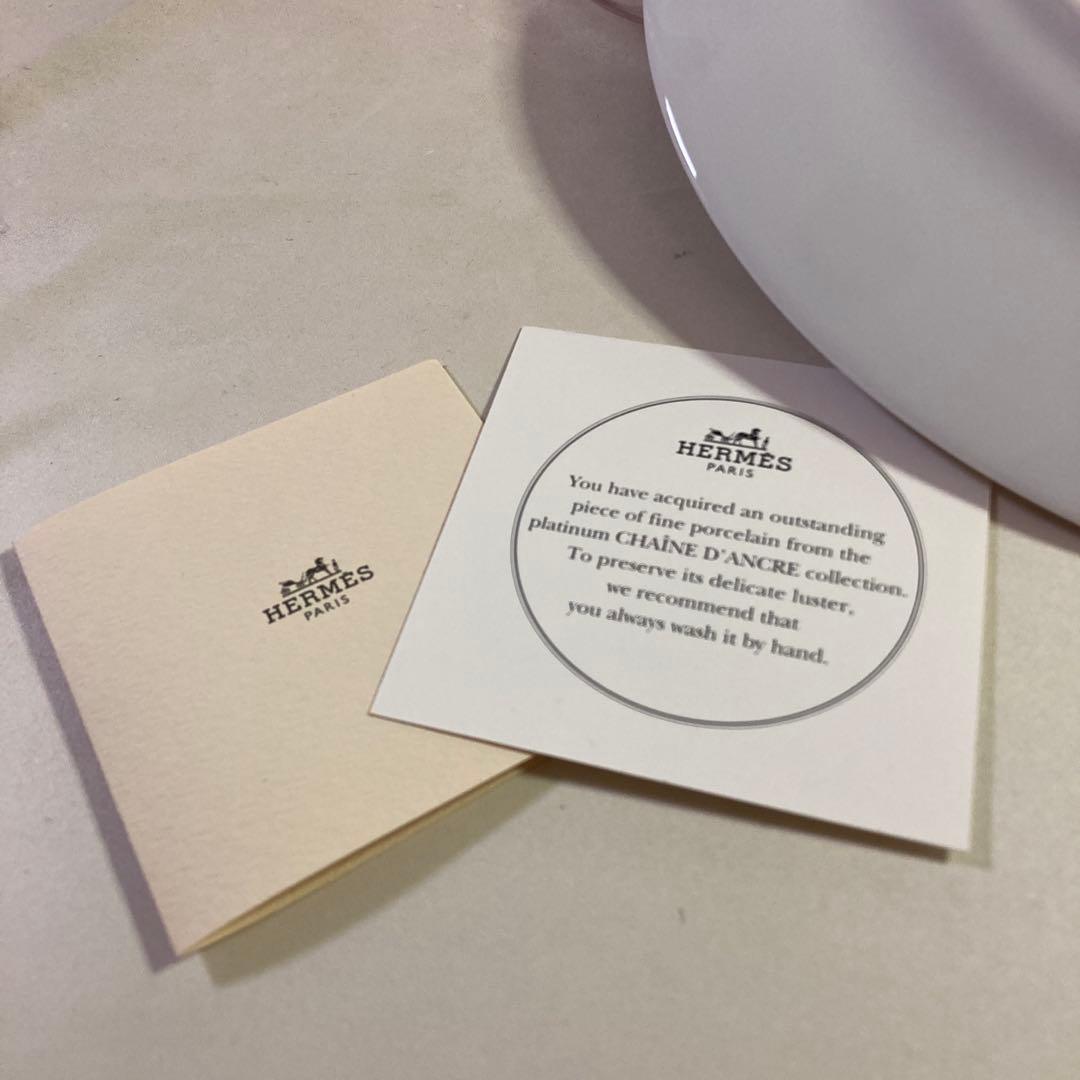 HERMÈS
PARIS
HERMÈS
PARIS
You have acquired an outstanding
piece of fine porcelain from the
platinum CHAÎNE D'ANCRE collection.
To preserve its delicate luster,
we recommend that
you always wash it by hand.